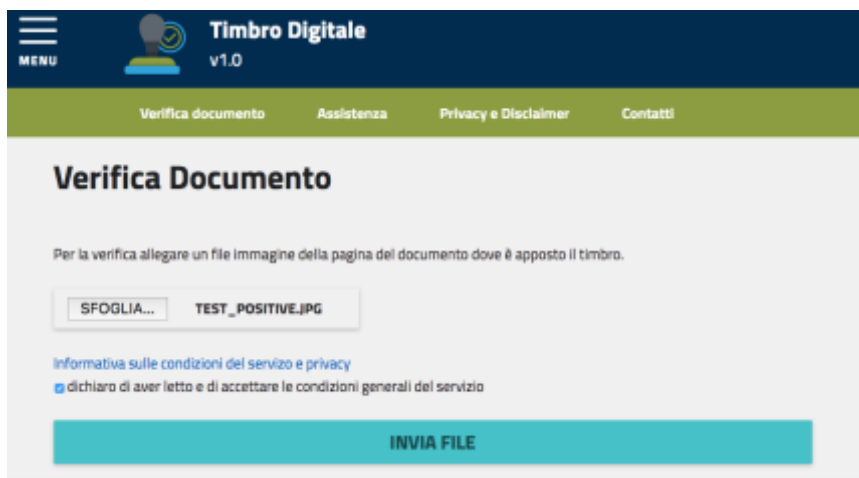 MENU
Timbro Digitale
v1.0
Verifica documento Assistenza Privacy e Disclaimer Contatti
Verifica Documento
Per la verifica allegare un file immagine della pagina del documento dove è apposto il timbro.
SFOGLIA... TEST_POSITIVE.JPG
Informativa sulle condizioni del servizo e privacy
dichiaro di aver letto e di accettare le condizioni generali del servizio
INVIA FILE